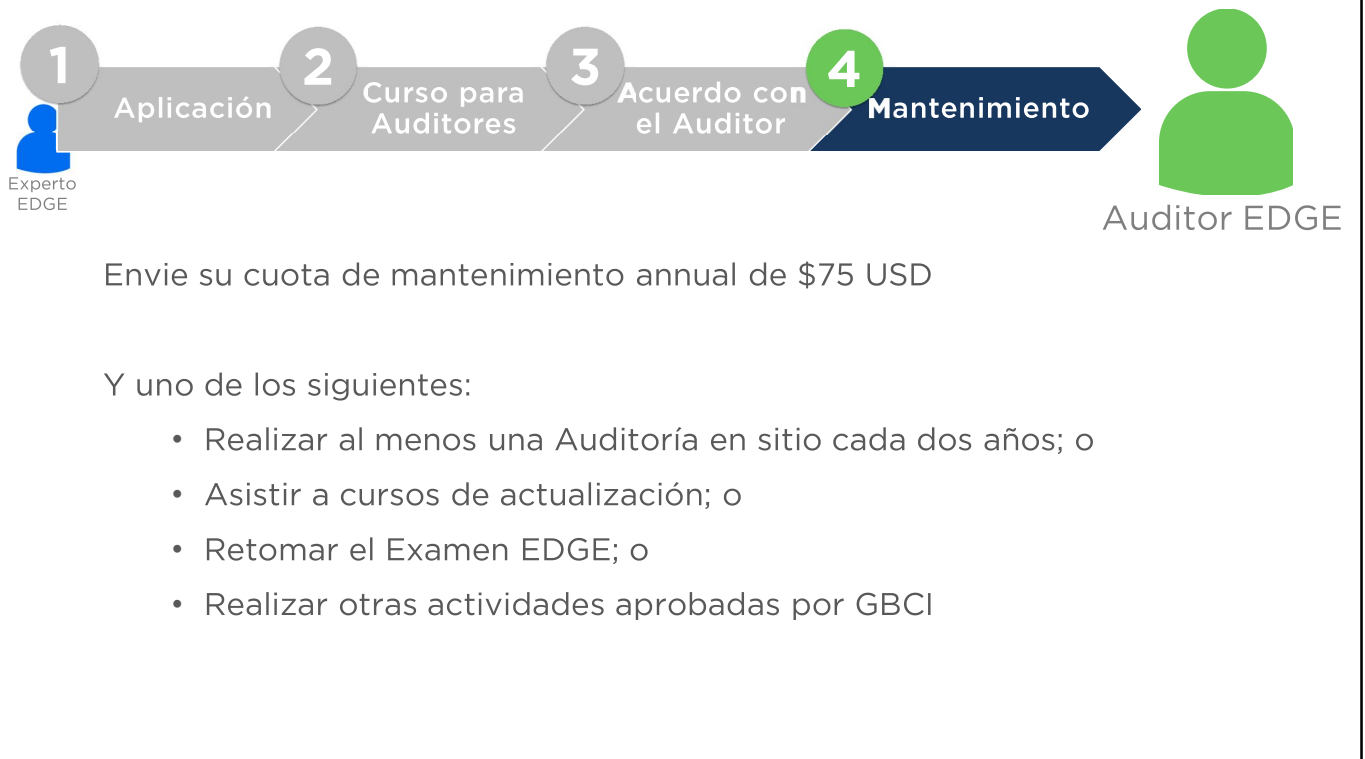 1
Aplicación
2
Curso para
Auditores
3
Acuerdo con
el Auditor
4
Mantenimiento
Experto
EDGE
Auditor EDGE
Envie su cuota de mantenimiento annual de $75 USD
Y uno de los siguientes:
• Realizar al menos una Auditoría en sitio cada dos años; o
• Asistir a cursos de actualización; o
• Retomar el Examen EDGE; o
• Realizar otras actividades aprobadas por GBCI